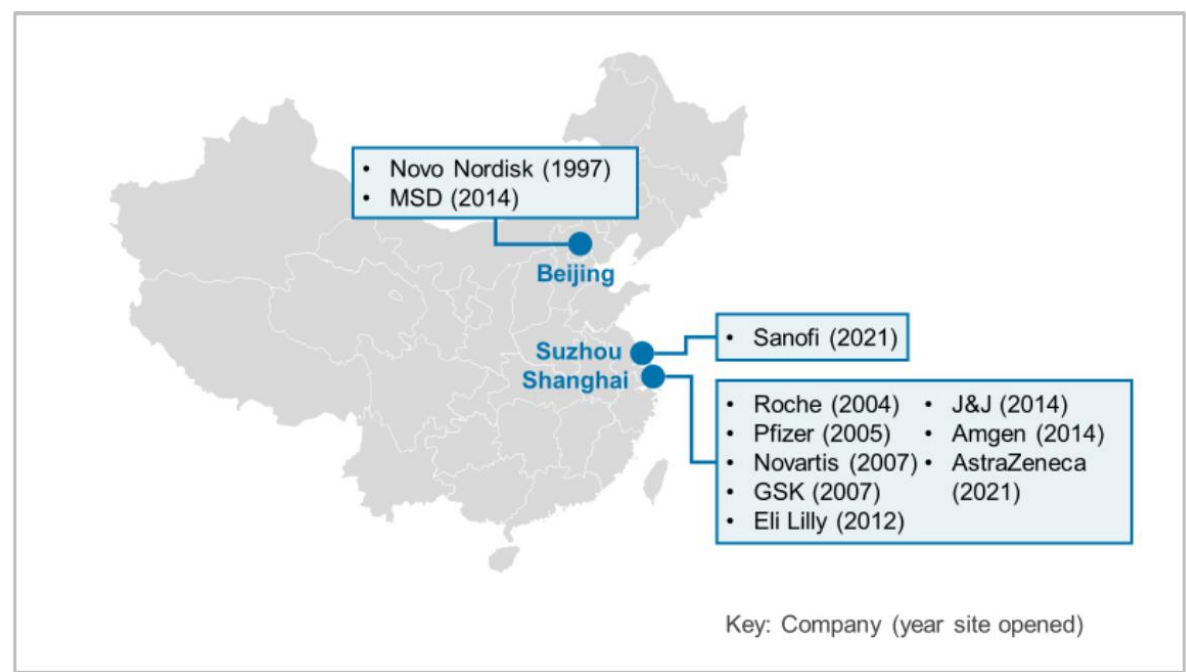 • Novo Nordisk (1997)
• MSD (2014)
Beijing
• Sanofi (2021)
Suzhou
Shanghai
• Roche (2004)
• Pfizer (2005)
• Novartis (2007)
• GSK (2007)
• Eli Lilly (2012)
• J&J (2014)
• Amgen (2014)
• AstraZeneca
(2021)
Key: Company (year site opened)